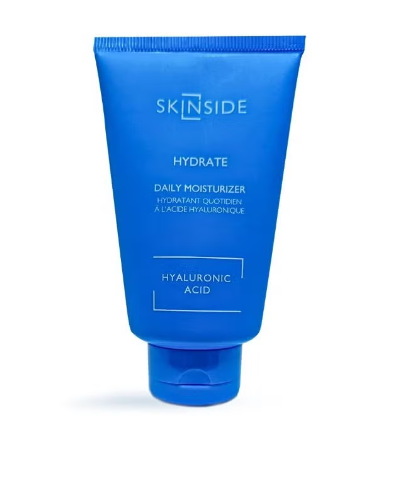 SKINSIDE
HYDRATE
DAILY MOISTURIZER
HYDRATANT QUOTIDIEN
À L'ACIDE HYALURONIQUE
HYALURONIC
ACID